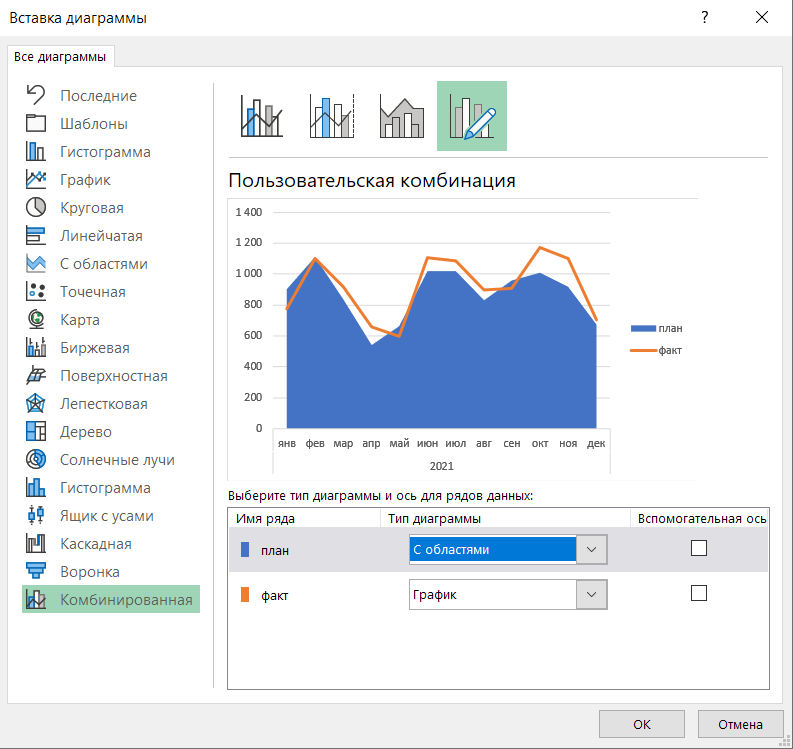 Вставка диаграммы
?
Все диаграммы
Последние
Шаблоны
Гистограмма
График
Круговая
Линейчатая
С областями
Точечная
Карта
Биржевая
Поверхностная
Лепестковая
Дерево
Солнечные лучи
Гистограмма
Ящик с усами
Каскадная
Воронка
Комбинированная
Пользовательская комбинация
1 400
1 200
1 000
800
600
400
200
0
янв фев мар апр май июн июл авг сен окт ноя дек
2021
план
факт
Выберите тип диаграммы и ось для рядов данных:
Имя ряда Тип диаграммы Вспомогательная ось
план С областями
факт График
ОК Отмена